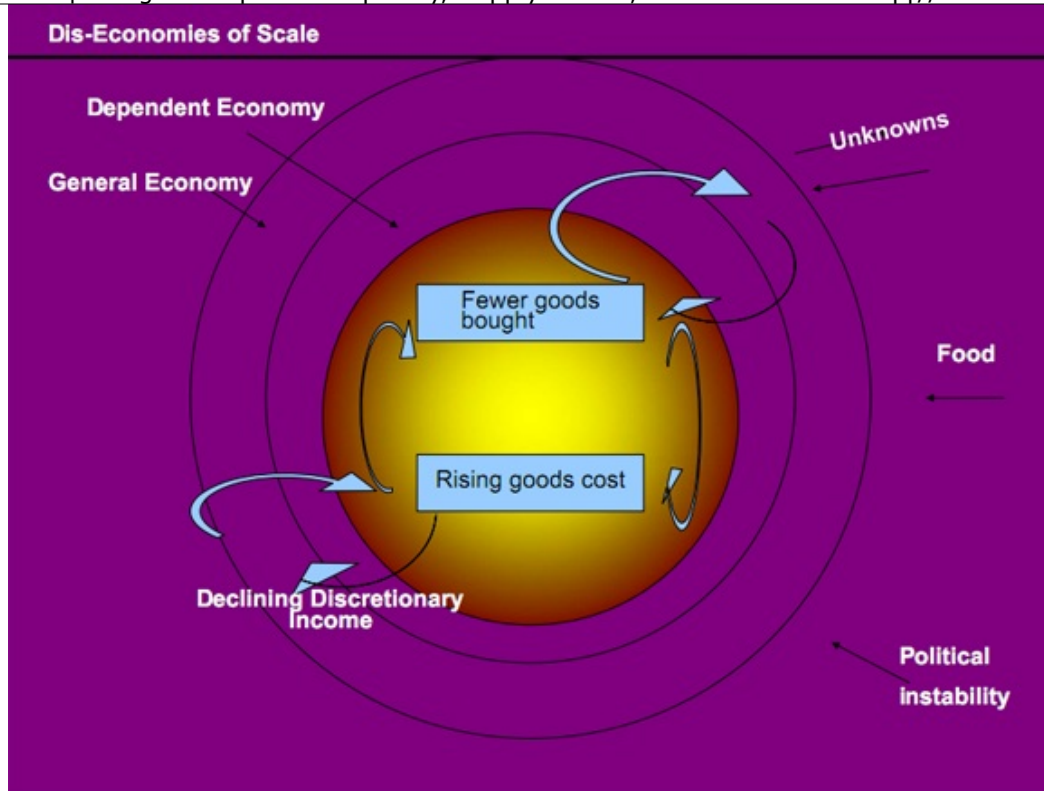 Dis-Economies of Scale
Dependent Economy
Unknowns
General Economy
Fewer goods
bought
Food
Rising goods cost
Declining Discretionary
Income
Political
instability